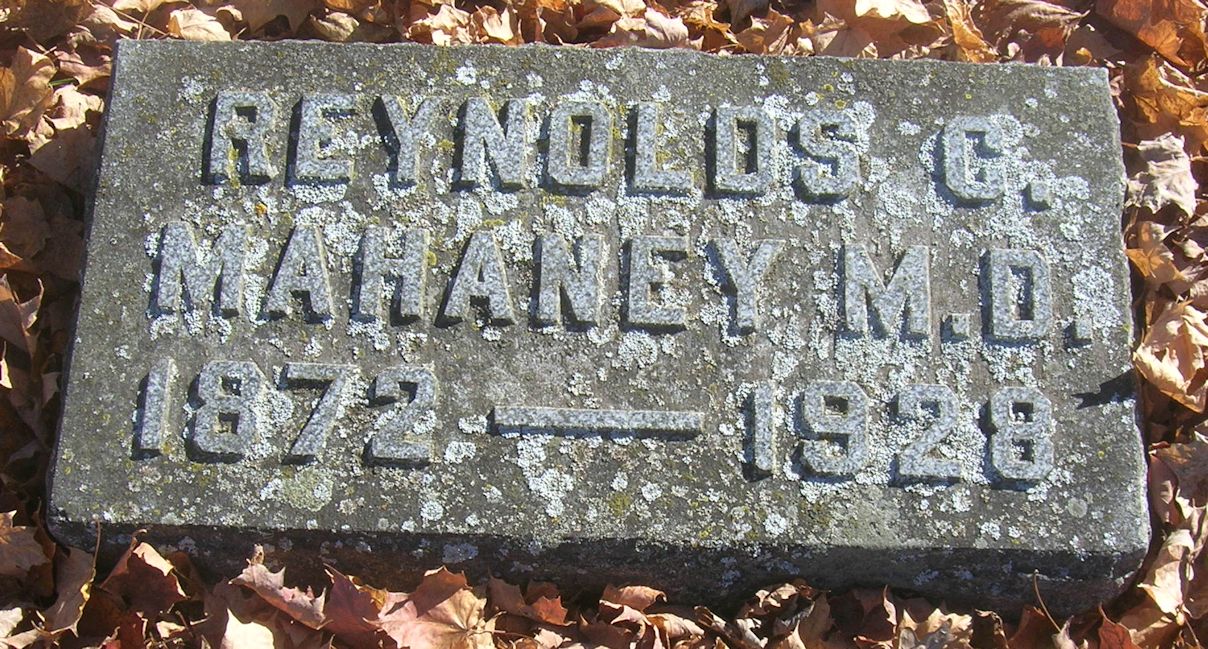 REYNOLDS G.
MAHANEY M.D.
1872 — 1928